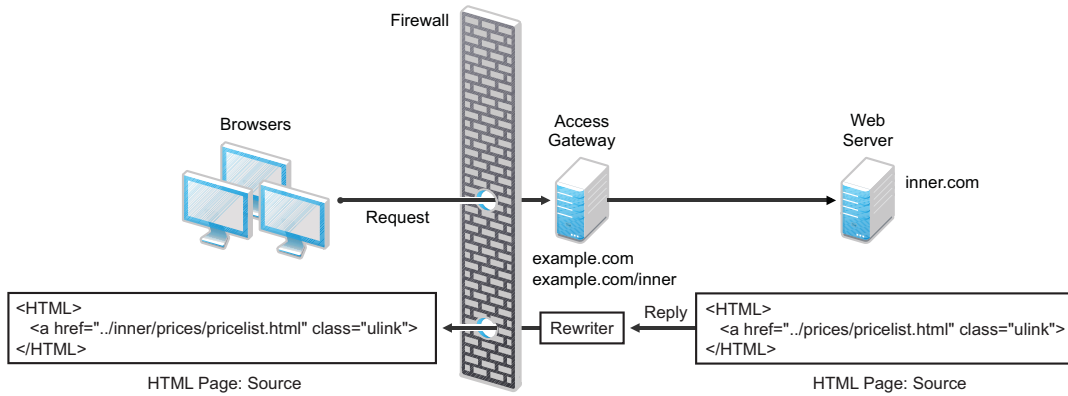 Firewall
Browsers
Access
Gateway
Web
Server
inner.com
Request
example.com
example.com/inner
<HTML>
<a href="../inner/prices/pricelist.html" class="ulink">
</HTML>
HTML Page: Source
Rewriter
Reply
<HTML>
<a href="../prices/pricelist.html" class="ulink">
</HTML>
HTML Page: Source